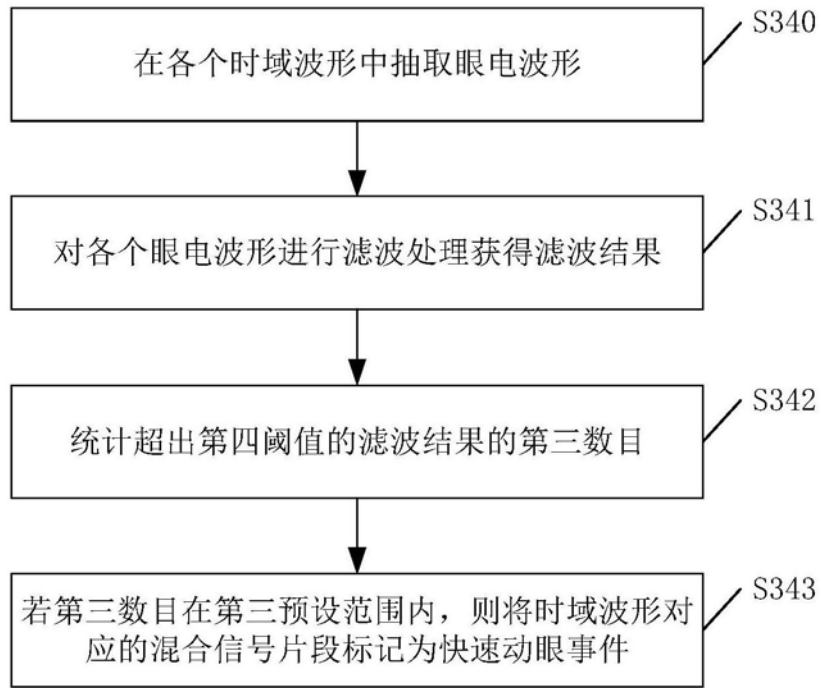 S340
在各个时域波形中抽取眼电波形
S341
对各个眼电波形进行滤波处理获得滤波结果
S342
统计超出第四阈值的滤波结果的第三数目
S343
若第三数目在第三预设范围内，则将时域波形对
应的混合信号片段标记为快速动眼事件